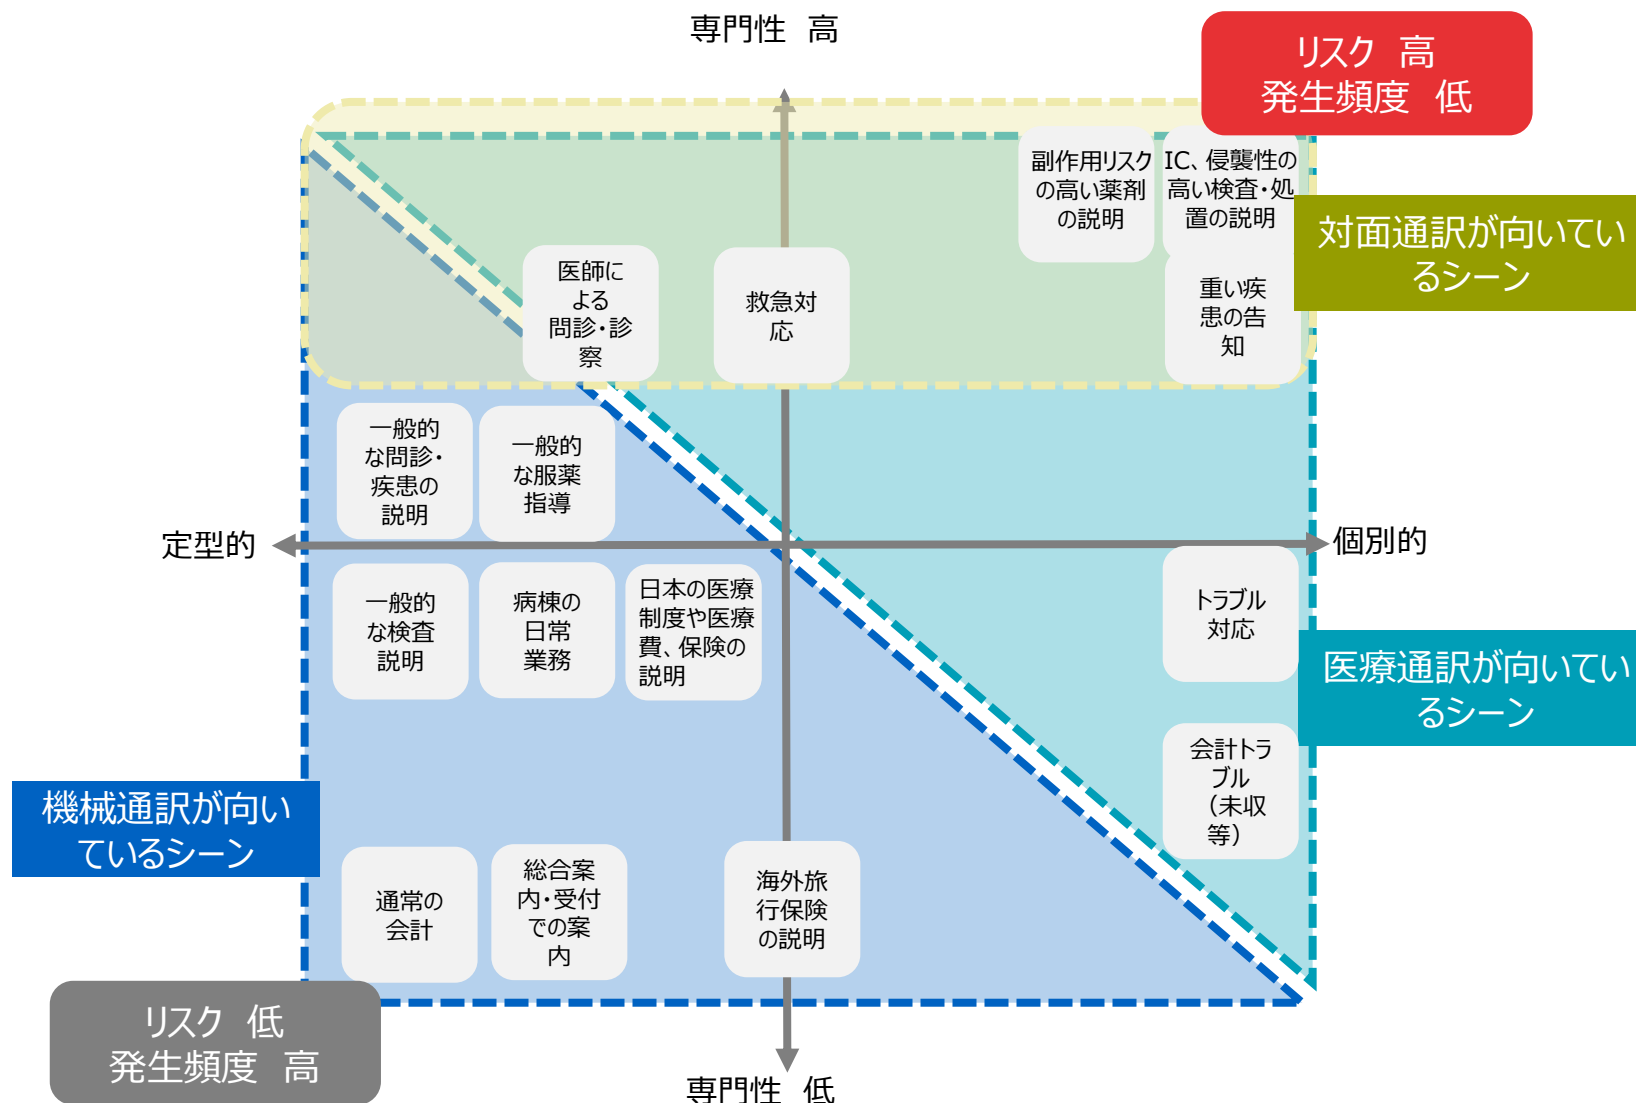 専門性 高
リスク 高
発生頻度 低
副作用リスク
の高い薬剤
の説明
IC、侵襲性の
高い検査・処
置の説明
対面通訳が向いてい
るシーン
医師に
よる
問診・診
察
救急対
応
重い疾
患の告
知
一般的
な問診・
疾患の
説明
一般的
な服薬
指導
定型的
個別的
一般的
な検査
説明
病棟の
日常
業務
日本の医療
制度や医療
費、保険の
説明
トラブル
対応
医療通訳が向いてい
るシーン
会計トラ
ブル
（未収
等）
機械通訳が向い
ているシーン
通常の
会計
総合案
内・受付
での案
内
海外旅
行保険
の説明
リスク 低
発生頻度 高
専門性 低